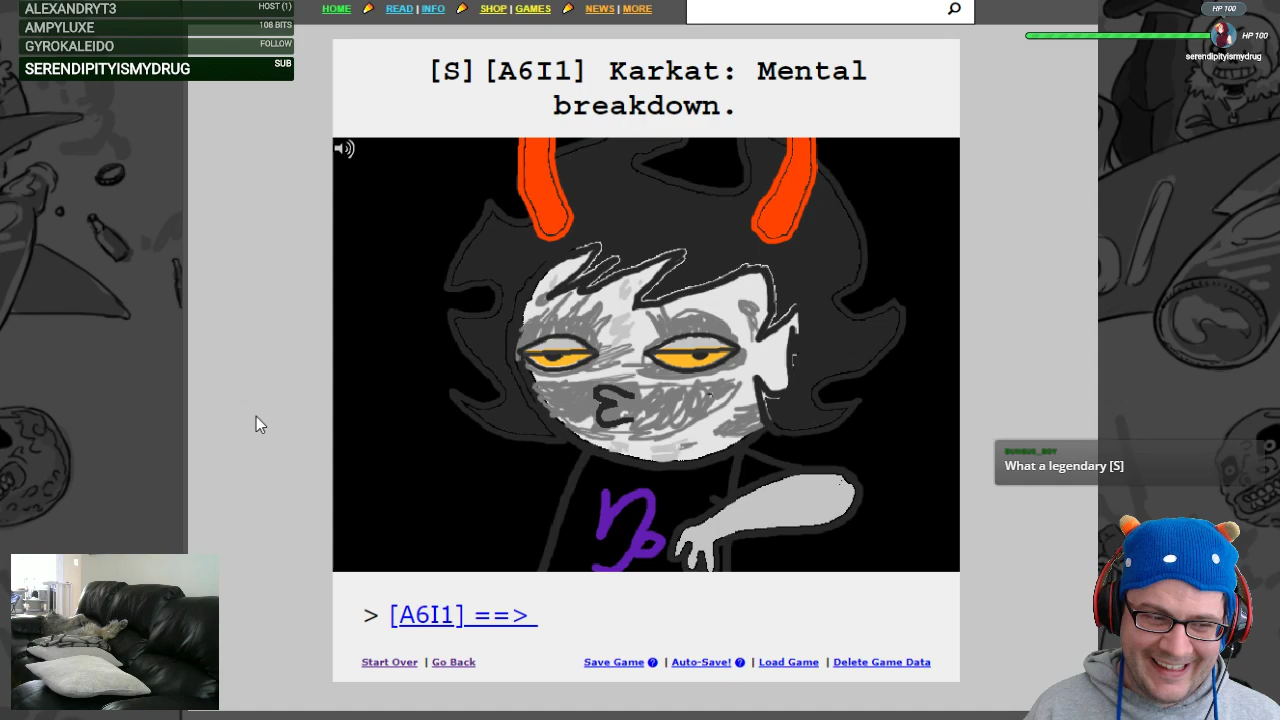 ALEXANDRYT3 HOST (1)
AMPYLUXE 108 BITS
GYROKALEIDO FOLLOW
SERENDIPITYISMYDRUG SUB
HOME READ | INFO SHOP | GAMES NEWS | MORE
HP 100
HP 100
serendipityismydrug
[S][A6I1] Karkat: Mental
breakdown.
What a legendary [S]
> [A6I1] ==>
Start Over | Go Back Save Game ? | Auto-Save! ? | Load Game | Delete Game Data